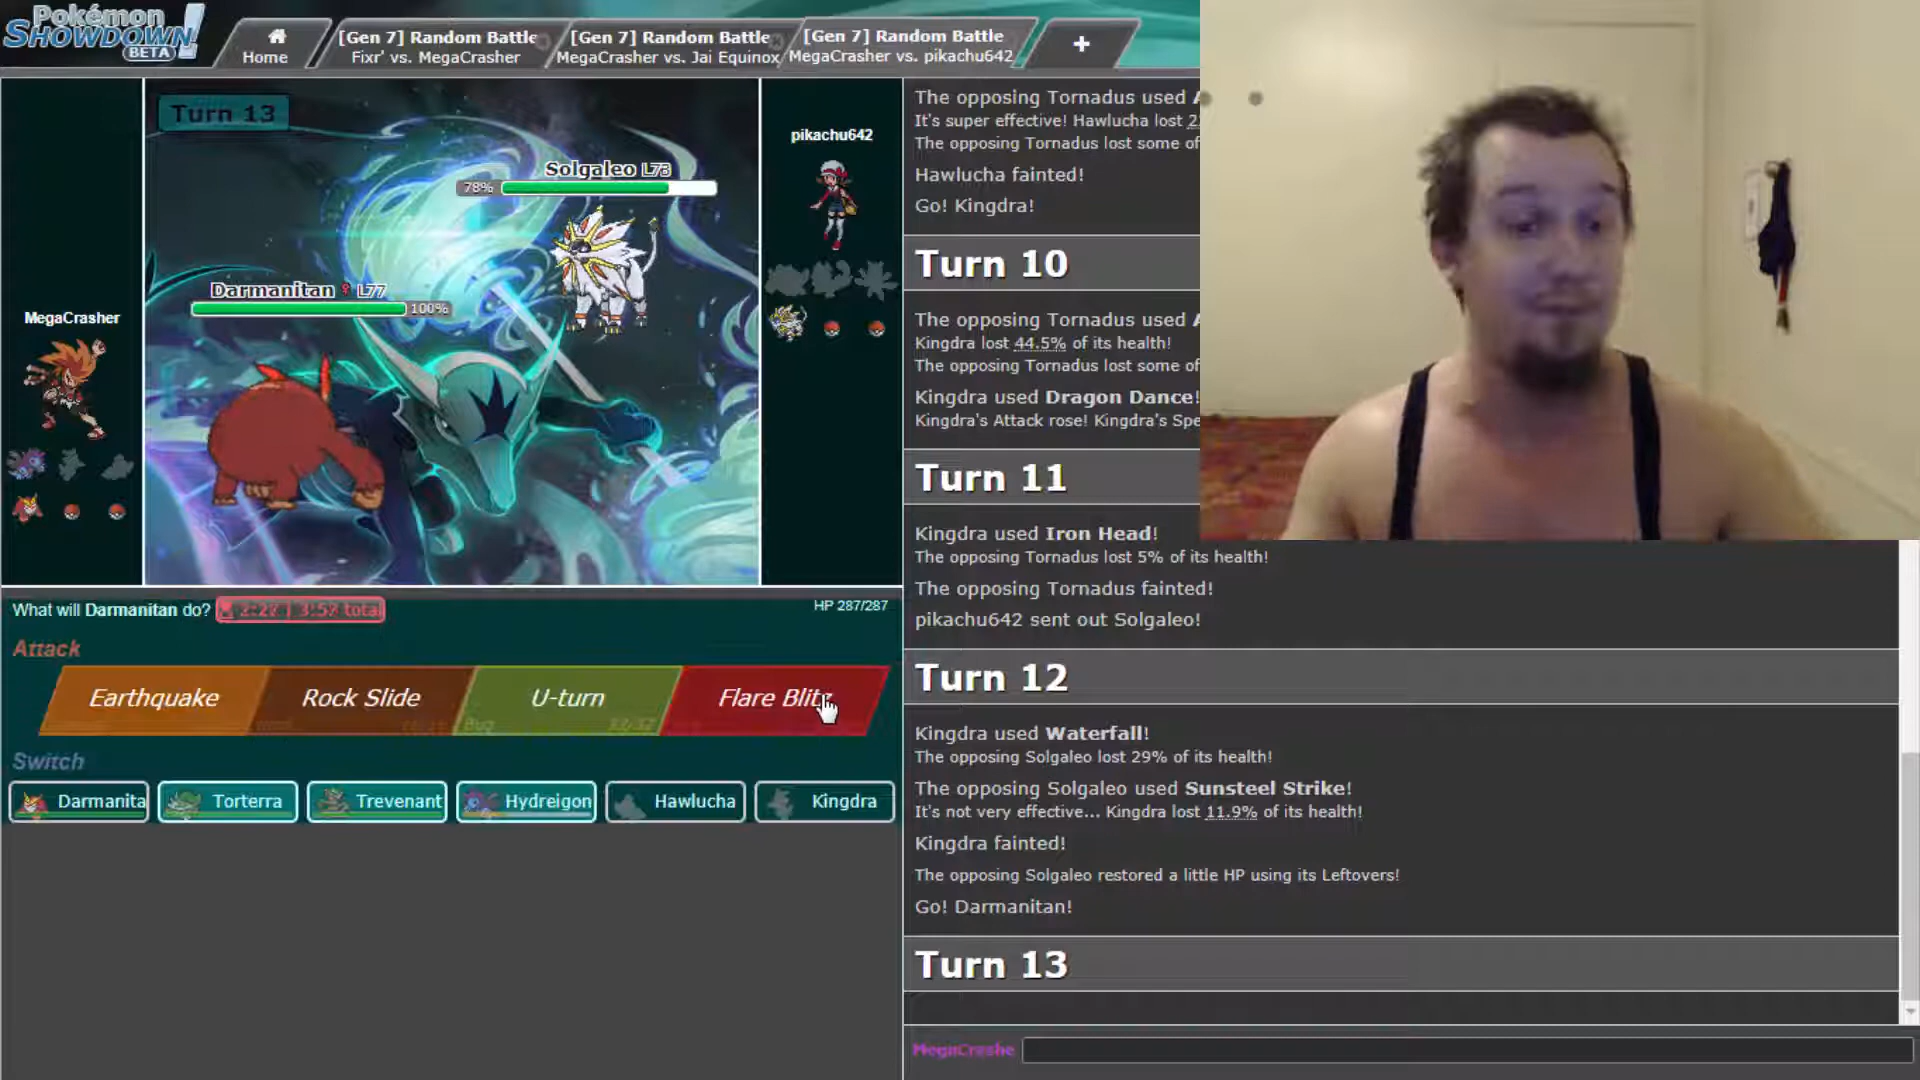 Pokémon
SHOWDOWN!
BETA
Home
[Gen 7] Random Battle
Fixr' vs. MegaCrasher
[Gen 7] Random Battle
MegaCrasher vs. Jai Equinox
[Gen 7] Random Battle
MegaCrasher vs. pikachu642
+
Turn 13
Solgaleo L73
78%
Darmanitan L77
100%
MegaCrasher
pikachu642
The opposing Tornadus used
It's super effective! Hawlucha lost
The opposing Tornadus lost some of
Hawlucha fainted!
Go! Kingdra!
Turn 10
The opposing Tornadus used
Kingdra lost 44.5% of its health!
The opposing Tornadus lost some of
Kingdra used Dragon Dance!
Kingdra's Attack rose! Kingdra's Spe
Turn 11
Kingdra used Iron Head!
The opposing Tornadus lost 5% of its health!
The opposing Tornadus fainted!
pikachu642 sent out Solgaleo!
Turn 12
Kingdra used Waterfall!
The opposing Solgaleo lost 29% of its health!
The opposing Solgaleo used Sunsteel Strike!
It's not very effective... Kingdra lost 11.9% of its health!
Kingdra fainted!
The opposing Solgaleo restored a little HP using its Leftovers!
Go! Darmanitan!
Turn 13
What will Darmanitan do?
HP 287/287
Attack
Earthquake
Rock Slide
U-turn
Bug
Flare Blitz
Switch
Darmanita
Torterra
Trevenant
Hydreigon
Hawlucha
Kingdra
MegaCrashe